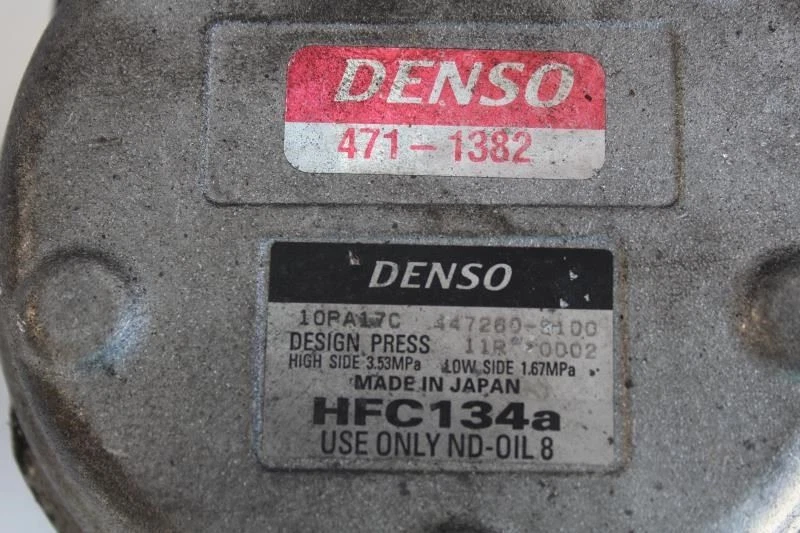 DENSO
471-1382
DENSO
10PA17C
DESIGN PRESS
HIGH SIDE 3.53MPa LOW SIDE 1.67MPa
MADE IN JAPAN
HFC134a
USE ONLY ND-OIL 8